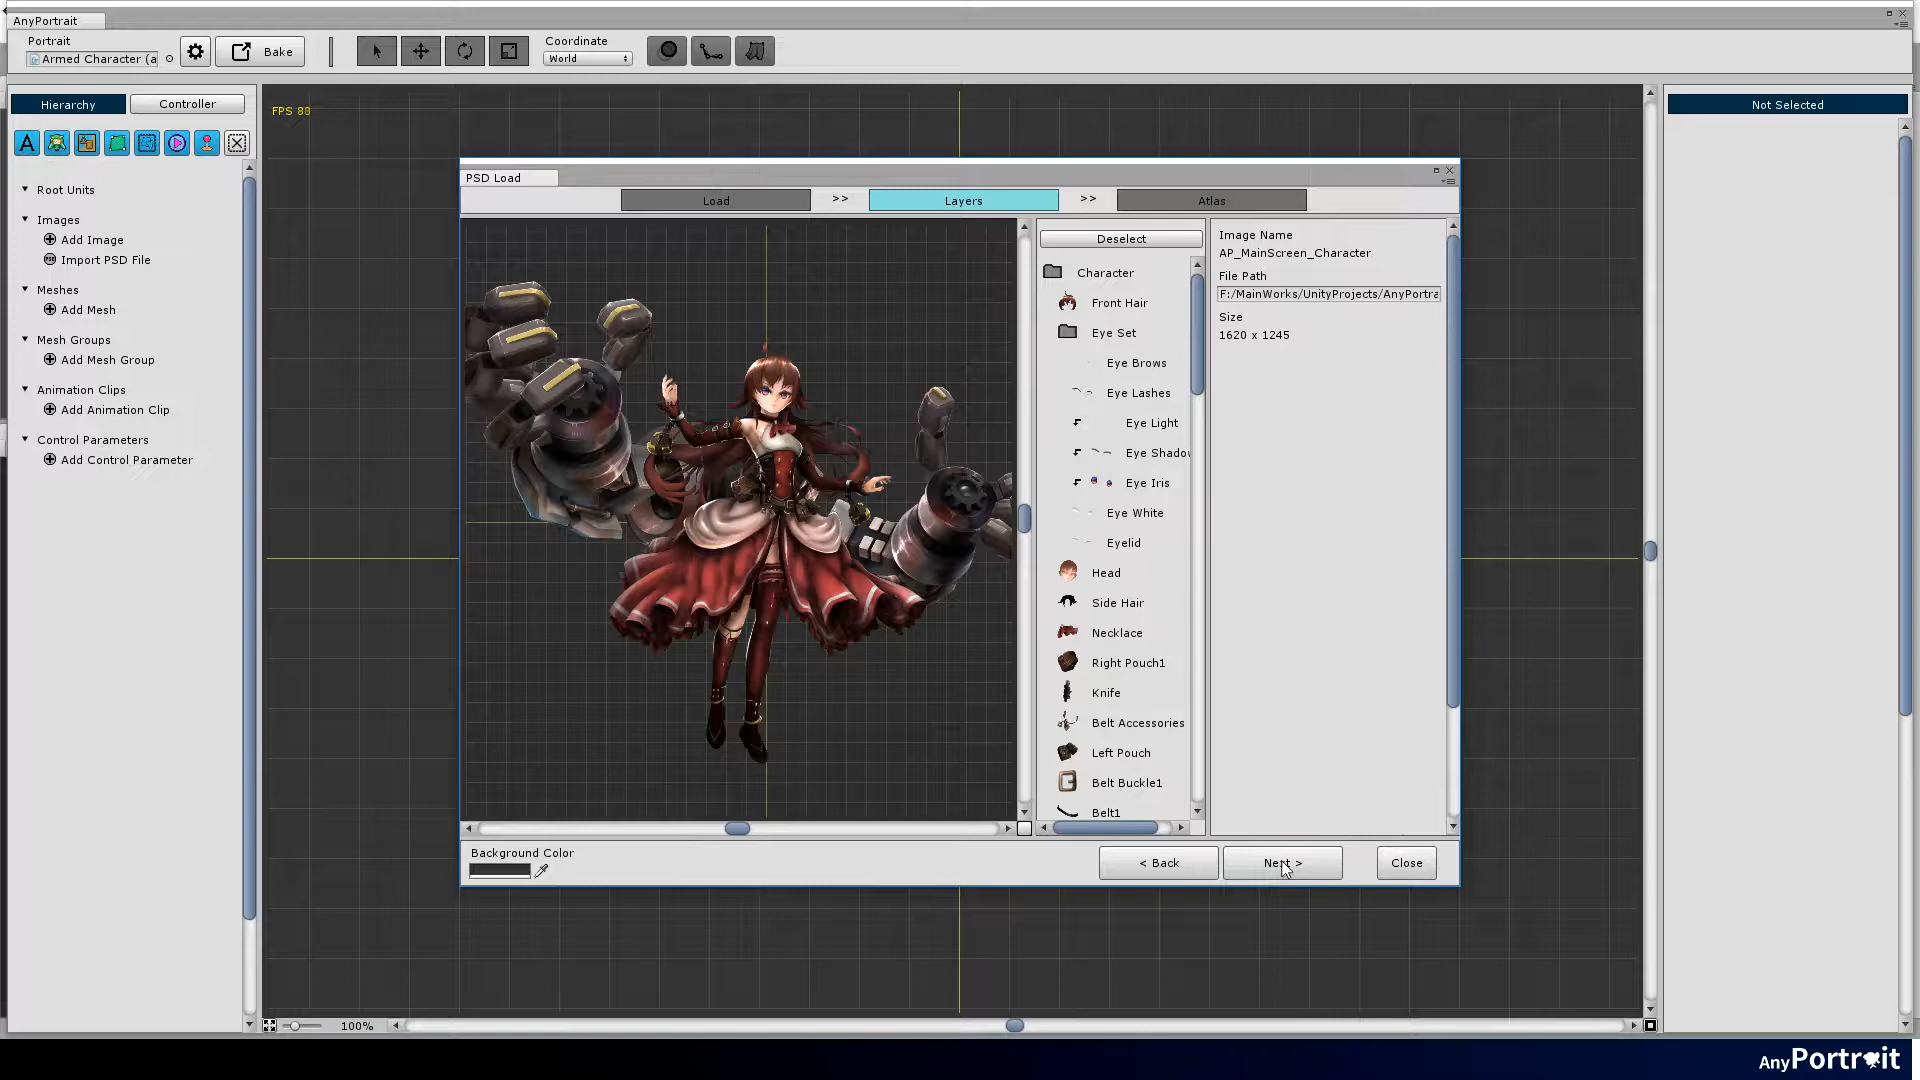 AnyPortrait
Portrait
Armed Character (a
Bake
Coordinate
World
Hierarchy
Controller
FPS 80
Not Selected
Root Units
Images
Add Image
Import PSD File
Meshes
Add Mesh
Mesh Groups
Add Mesh Group
Animation Clips
Add Animation Clip
Control Parameters
Add Control Parameter
PSD Load
Load
>>
Layers
>>
Atlas
Deselect
Character
Front Hair
Eye Set
Eye Brows
Eye Lashes
Eye Light
Eye Shado
Eye Iris
Eye White
Eyelid
Head
Side Hair
Necklace
Right Pouch1
Knife
Belt Accessories
Left Pouch
Belt Buckle1
Belt1
Image Name
AP_MainScreen_Character
File Path
F:/MainWorks/UnityProjects/AnyPortra
Size
1620 x 1245
Background Color
< Back
Next >
Close
100%
AnyPortrait